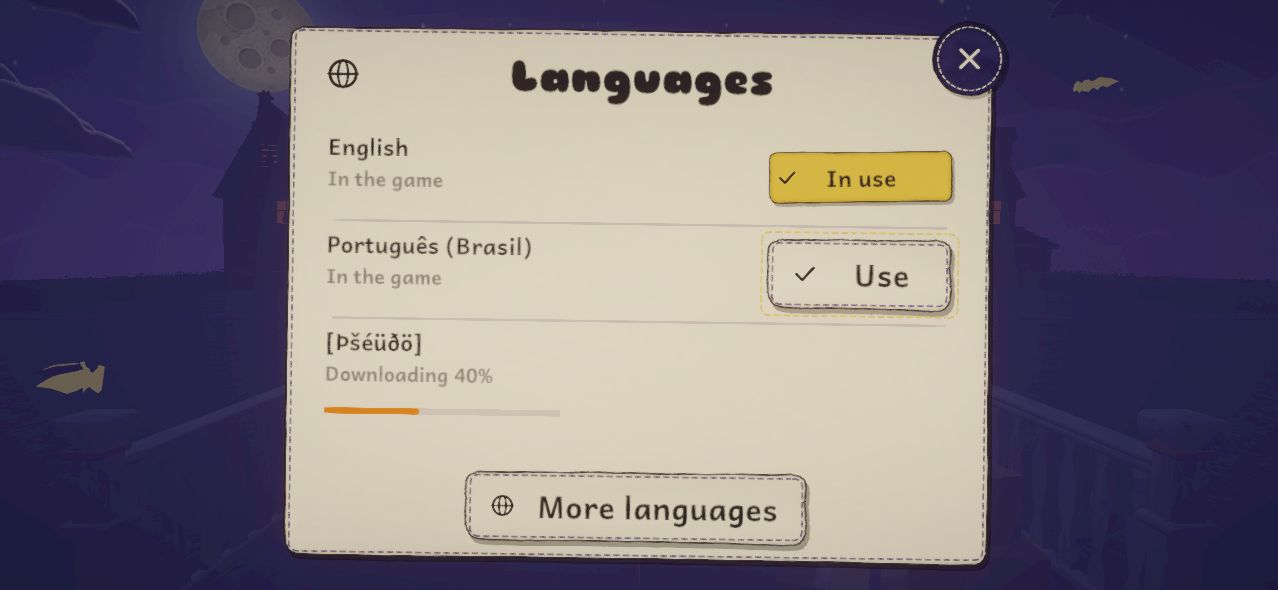 Languages
English
In the game
In use
Português (Brasil)
In the game
Use
[Þšéüðö]
Downloading 40%
More languages